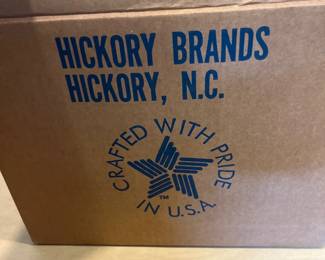 HICKORY BRANDS
HICKORY, N.C.
CRAFTED WITH PRIDE
IN U.S.A.
TM